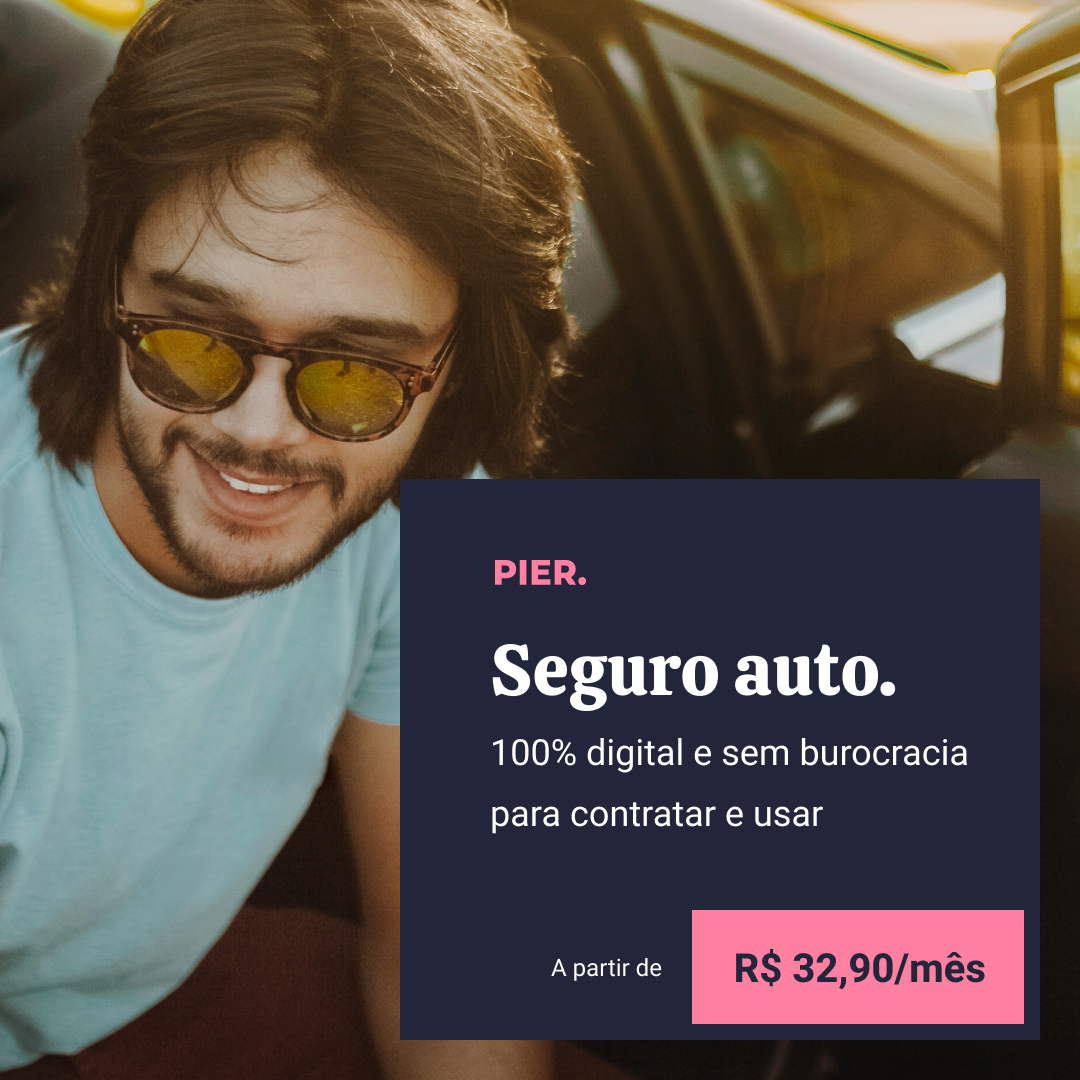 PIER.
Seguro auto.
100% digital e sem burocracia
para contratar e usar
A partir de
R$ 32,90/mês